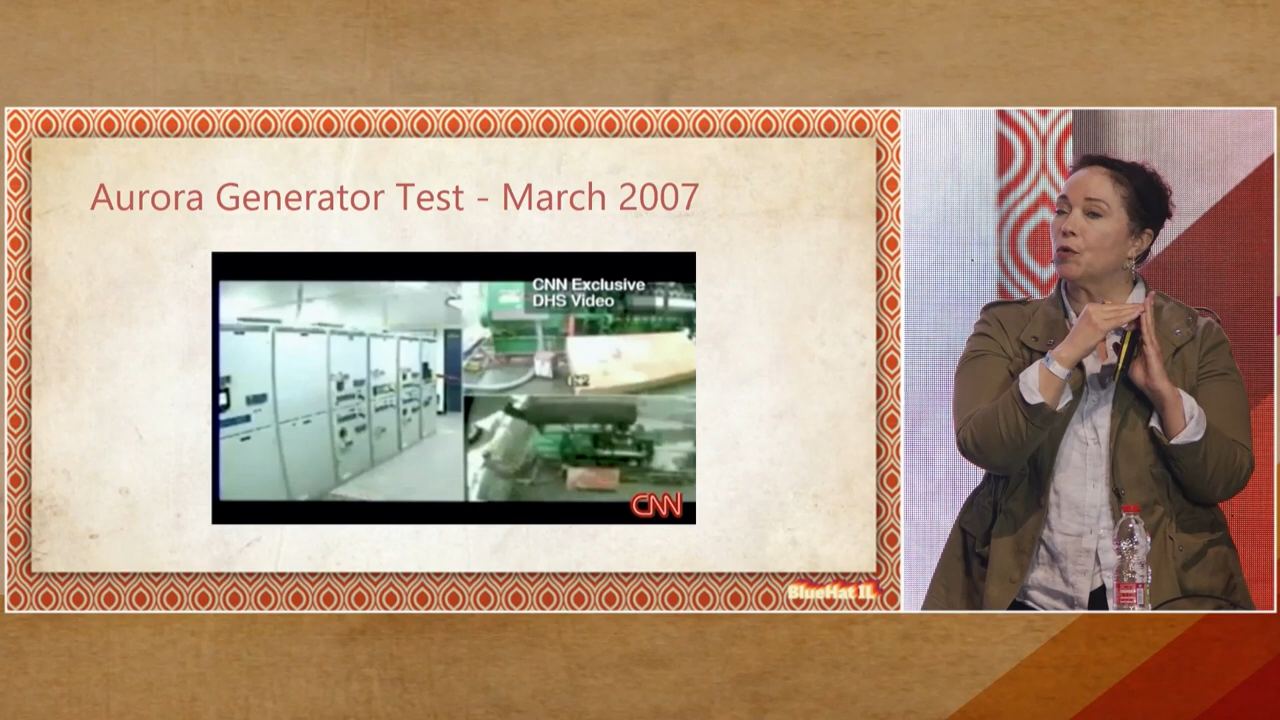 Aurora Generator Test - March 2007
CNN Exclusive
DHS Video
CNN
BlueHat IL